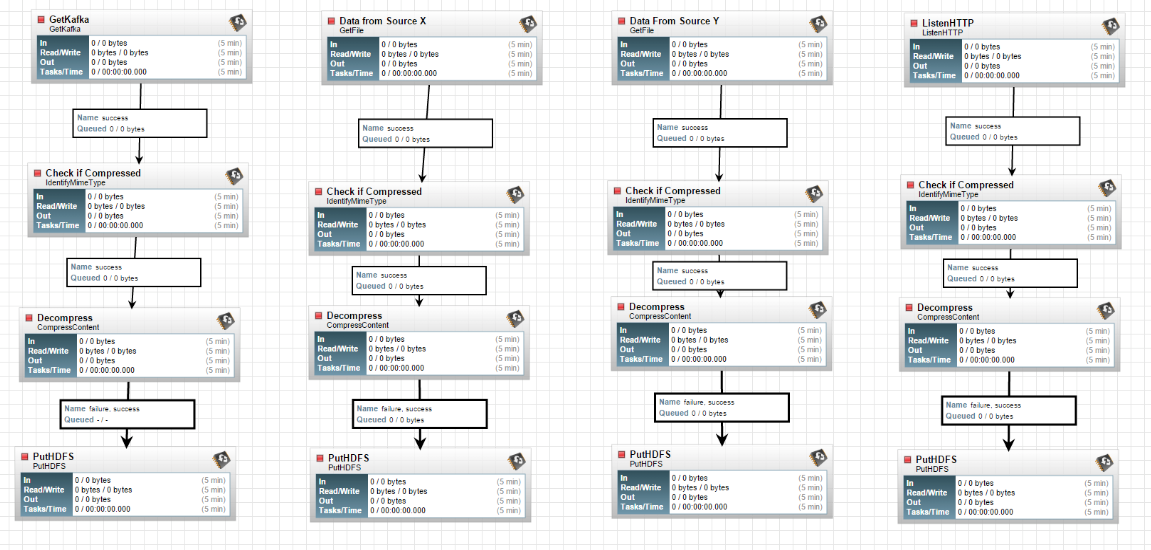 GetKafka
GetKafka
In 0 / 0 bytes (5 min)
Read/Write 0 bytes / 0 bytes (5 min)
Out 0 / 0 bytes (5 min)
Tasks/Time 0 / 00:00:00.000 (5 min)
Name success
Queued 0 / 0 bytes
Check if Compressed
IdentifyMimeType
In 0 / 0 bytes (5 min)
Read/Write 0 bytes / 0 bytes (5 min)
Out 0 / 0 bytes (5 min)
Tasks/Time 0 / 00:00:00.000 (5 min)
Name success
Queued 0 / 0 bytes
Decompress
CompressContent
In 0 / 0 bytes (5 min)
Read/Write 0 bytes / 0 bytes (5 min)
Out 0 / 0 bytes (5 min)
Tasks/Time 0 / 00:00:00.000 (5 min)
Name failure, success
Queued - / -
PutHDFS
PutHDFS
In 0 / 0 bytes (5 min)
Read/Write 0 bytes / 0 bytes (5 min)
Out 0 / 0 bytes (5 min)
Tasks/Time 0 / 00:00:00.000 (5 min)
Data from Source X
GetFile
In 0 / 0 bytes (5 min)
Read/Write 0 bytes / 0 bytes (5 min)
Out 0 / 0 bytes (5 min)
Tasks/Time 0 / 00:00:00.000 (5 min)
Name success
Queued 0 / 0 bytes
Check if Compressed
IdentifyMimeType
In 0 / 0 bytes (5 min)
Read/Write 0 bytes / 0 bytes (5 min)
Out 0 / 0 bytes (5 min)
Tasks/Time 0 / 00:00:00.000 (5 min)
Name success
Queued 0 / 0 bytes
Decompress
CompressContent
In 0 / 0 bytes (5 min)
Read/Write 0 bytes / 0 bytes (5 min)
Out 0 / 0 bytes (5 min)
Tasks/Time 0 / 00:00:00.000 (5 min)
Name failure, success
Queued 0 / 0 bytes
PutHDFS
PutHDFS
In 0 / 0 bytes (5 min)
Read/Write 0 bytes / 0 bytes (5 min)
Out 0 / 0 bytes (5 min)
Tasks/Time 0 / 00:00:00.000 (5 min)
Data From Source Y
GetFile
In 0 / 0 bytes (5 min)
Read/Write 0 bytes / 0 bytes (5 min)
Out 0 / 0 bytes (5 min)
Tasks/Time 0 / 00:00:00.000 (5 min)
Name success
Queued 0 / 0 bytes
Check if Compressed
IdentifyMimeType
In 0 / 0 bytes (5 min)
Read/Write 0 bytes / 0 bytes (5 min)
Out 0 / 0 bytes (5 min)
Tasks/Time 0 / 00:00:00.000 (5 min)
Name success
Queued 0 / 0 bytes
Decompress
CompressContent
In 0 / 0 bytes (5 min)
Read/Write 0 bytes / 0 bytes (5 min)
Out 0 / 0 bytes (5 min)
Tasks/Time 0 / 00:00:00.000 (5 min)
Name failure, success
Queued 0 / 0 bytes
PutHDFS
PutHDFS
In 0 / 0 bytes (5 min)
Read/Write 0 bytes / 0 bytes (5 min)
Out 0 / 0 bytes (5 min)
Tasks/Time 0 / 00:00:00.000 (5 min)
ListenHTTP
ListenHTTP
In 0 / 0 bytes (5 min)
Read/Write 0 bytes / 0 bytes (5 min)
Out 0 / 0 bytes (5 min)
Tasks/Time 0 / 00:00:00.000 (5 min)
Name success
Queued 0 / 0 bytes
Check if Compressed
IdentifyMimeType
In 0 / 0 bytes (5 min)
Read/Write 0 bytes / 0 bytes (5 min)
Out 0 / 0 bytes (5 min)
Tasks/Time 0 / 00:00:00.000 (5 min)
Name success
Queued 0 / 0 bytes
Decompress
CompressContent
In 0 / 0 bytes (5 min)
Read/Write 0 bytes / 0 bytes (5 min)
Out 0 / 0 bytes (5 min)
Tasks/Time 0 / 00:00:00.000 (5 min)
Name failure, success
Queued 0 / 0 bytes
PutHDFS
PutHDFS
In 0 / 0 bytes (5 min)
Read/Write 0 bytes / 0 bytes (5 min)
Out 0 / 0 bytes (5 min)
Tasks/Time 0 / 00:00:00.000 (5 min)